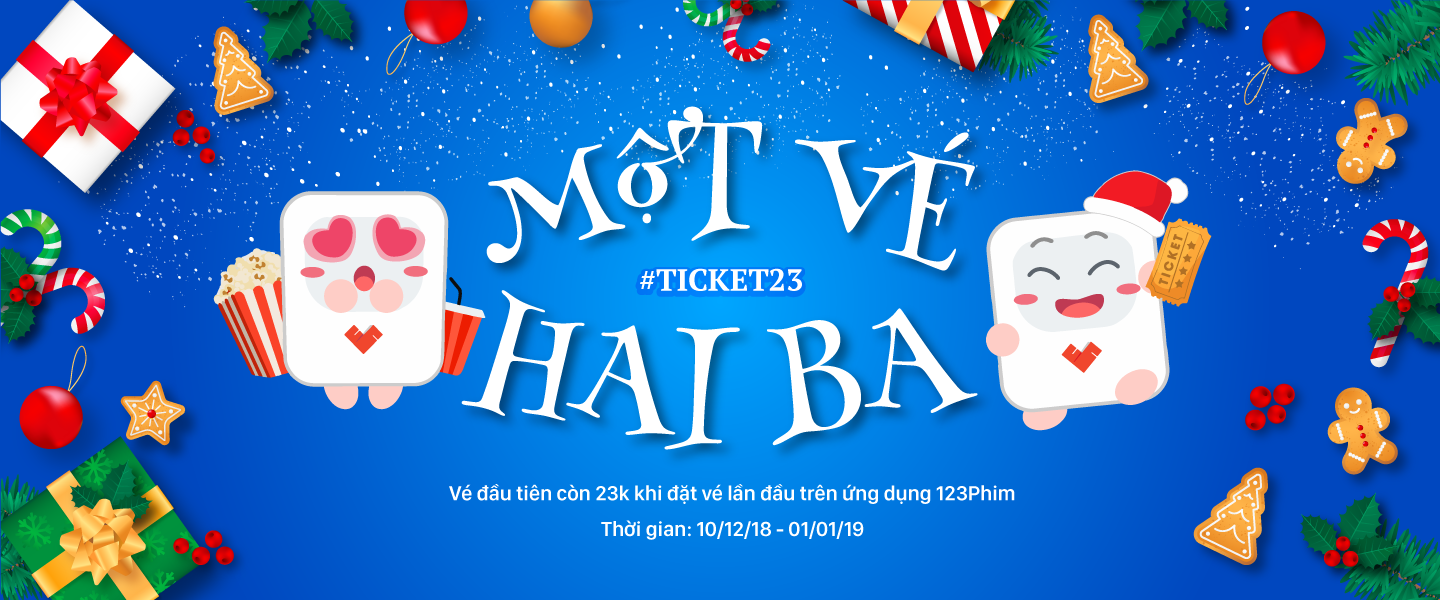 MỘT VÉ
#TICKET23
HAI BA
TICKET
Vé đầu tiên còn 23k khi đặt vé lần đầu trên ứng dụng 123Phim
Thời gian: 10/12/18 - 01/01/19